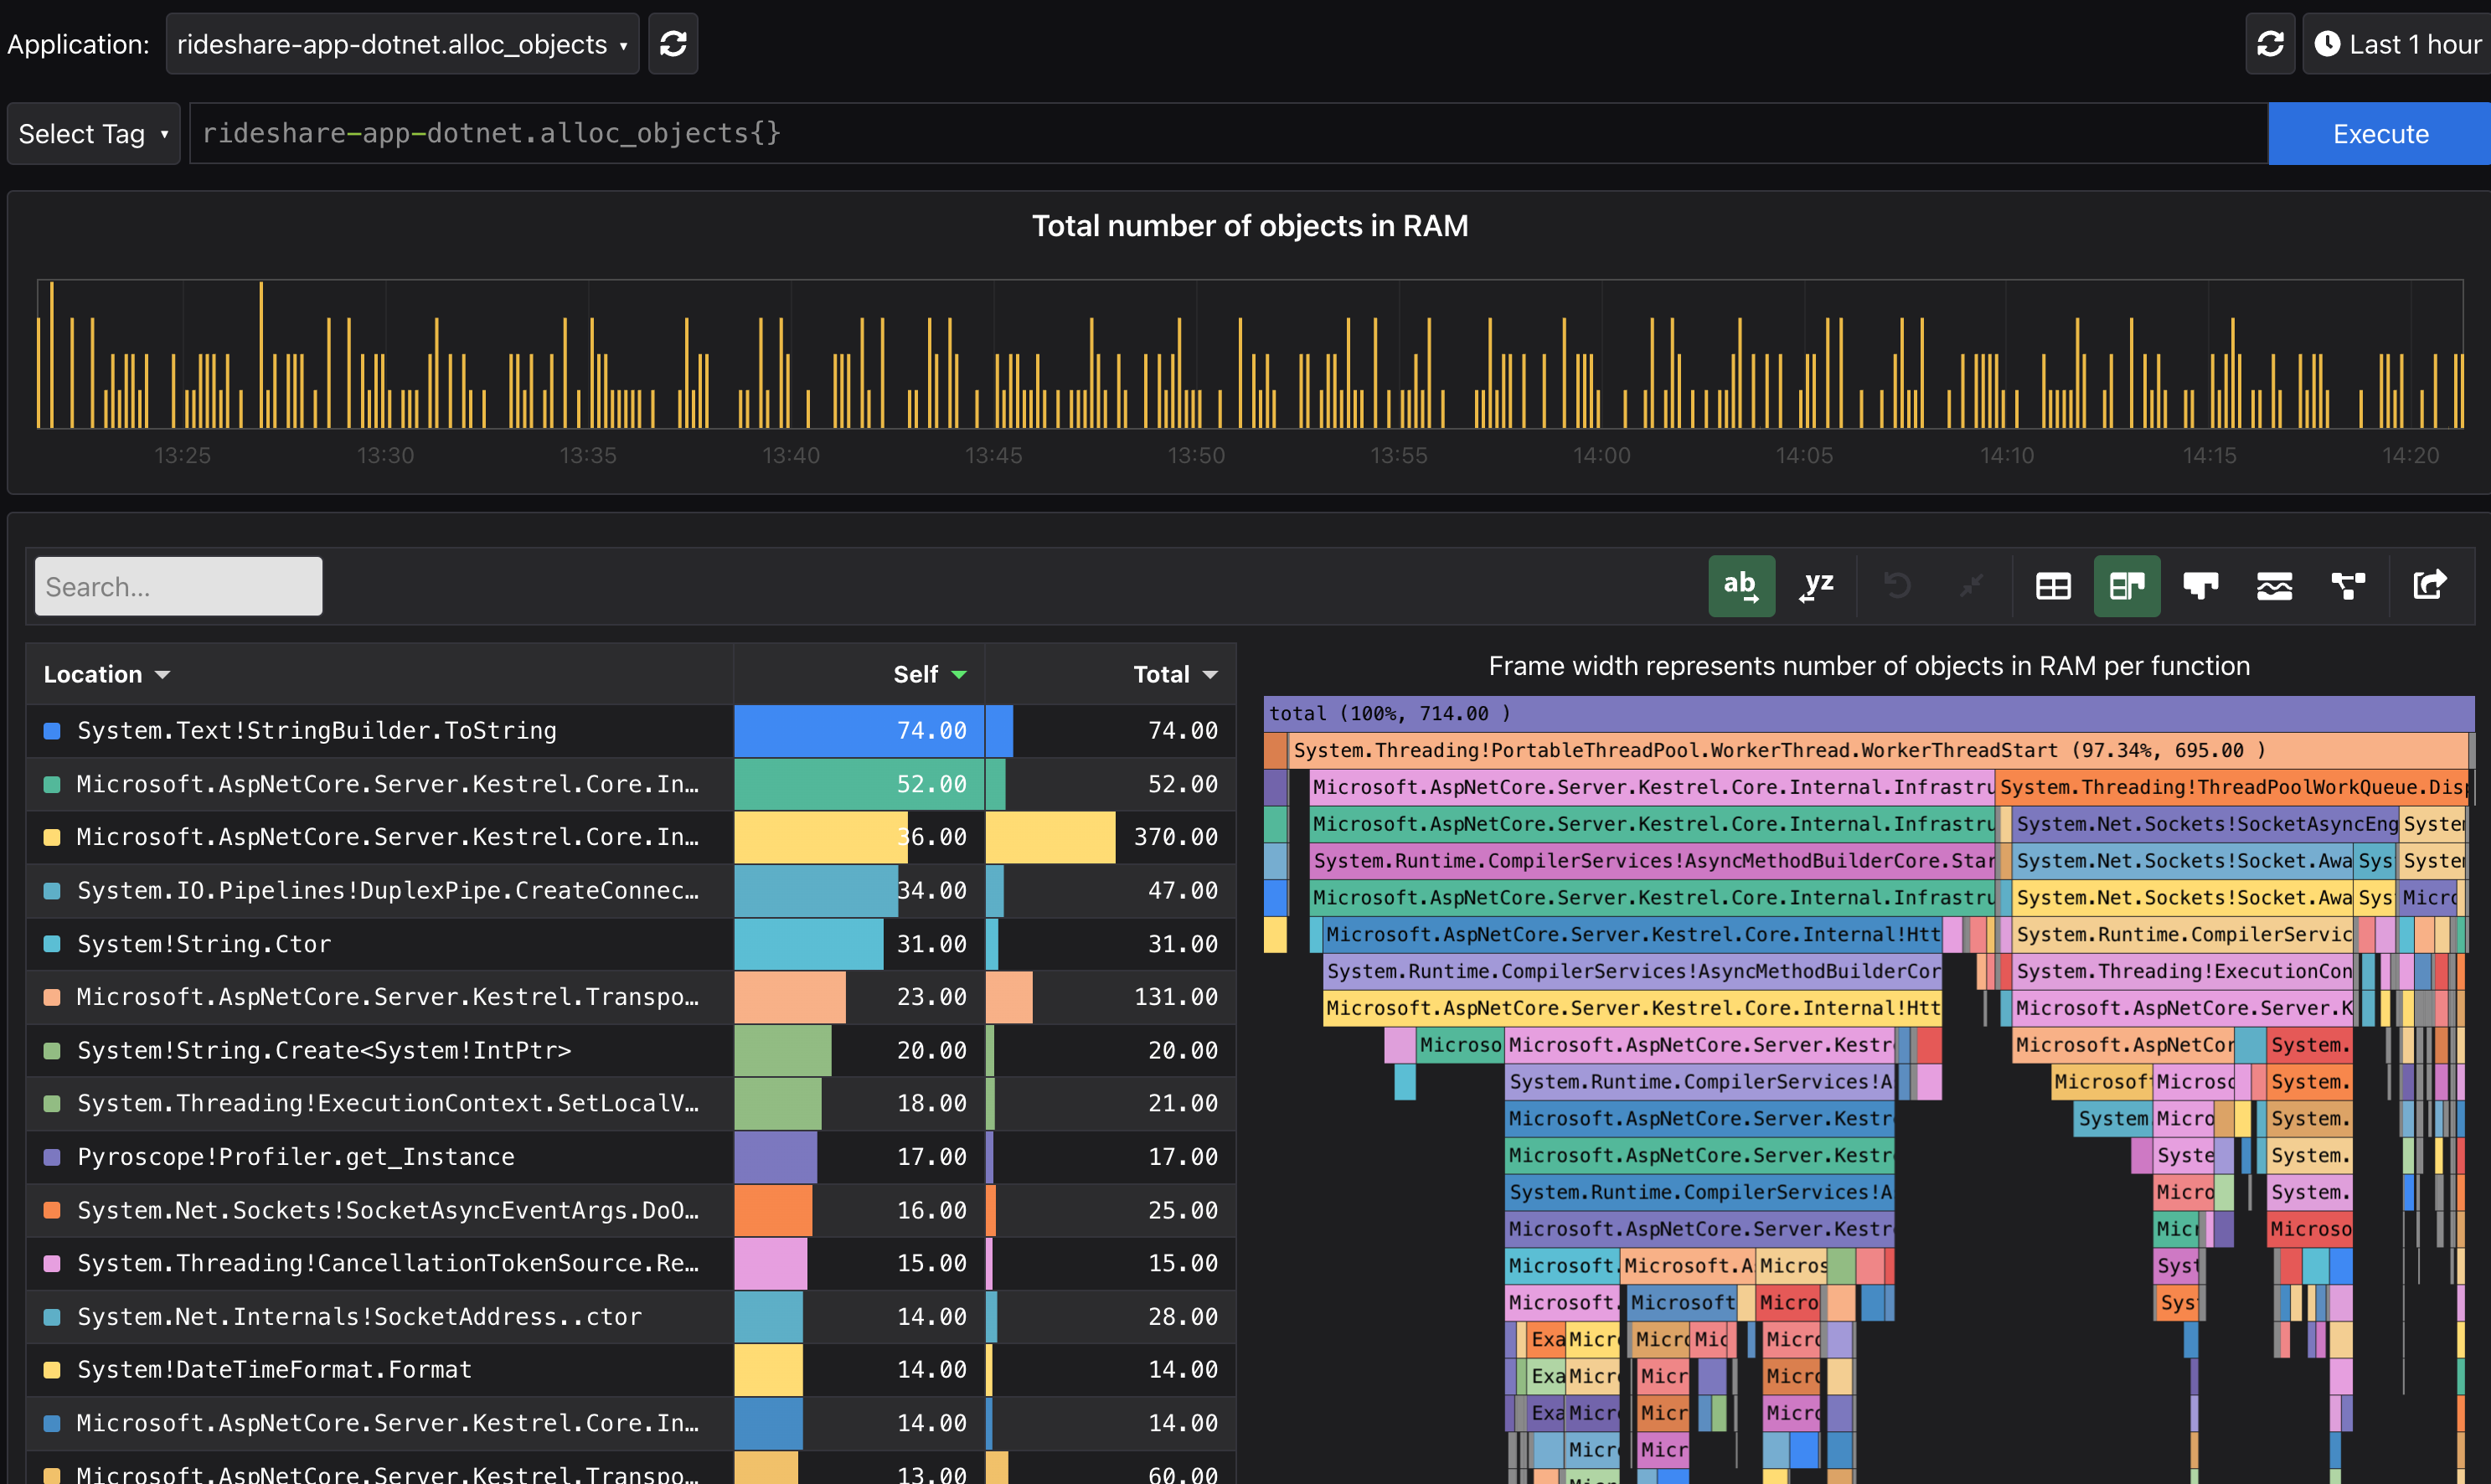 Application: rideshare-app-dotnet.alloc_objects Last 1 hour
Select Tag rideshare-app-dotnet.alloc_objects{} Execute
Total number of objects in RAM
13:25 13:30 13:35 13:40 13:45 13:50 13:55 14:00 14:05 14:10 14:15 14:20
Search... ab yz
Location Self Total
System.Text!StringBuilder.ToString 74.00 74.00
Microsoft.AspNetCore.Server.Kestrel.Core.In… 52.00 52.00
Microsoft.AspNetCore.Server.Kestrel.Core.In… 36.00 370.00
System.IO.Pipelines!DuplexPipe.CreateConnec… 34.00 47.00
System!String.Ctor 31.00 31.00
Microsoft.AspNetCore.Server.Kestrel.Transpo… 23.00 131.00
System!String.Create<System!IntPtr> 20.00 20.00
System.Threading!ExecutionContext.SetLocalV… 18.00 21.00
Pyroscope!Profiler.get_Instance 17.00 17.00
System.Net.Sockets!SocketAsyncEventArgs.DoO… 16.00 25.00
System.Threading!CancellationTokenSource.Re… 15.00 15.00
System.Net.Internals!SocketAddress..ctor 14.00 28.00
System!DateTimeFormat.Format 14.00 14.00
Microsoft.AspNetCore.Server.Kestrel.Core.In… 14.00 14.00
Microsoft.AspNetCore.Server.Kestrel.Transpo… 13.00 60.00
Frame width represents number of objects in RAM per function
total (100%, 714.00 )
System.Threading!PortableThreadPool.WorkerThread.WorkerThreadStart (97.34%, 695.00 )
Microsoft.AspNetCore.Server.Kestrel.Core.Internal.Infrastru System.Threading!ThreadPoolWorkQueue.Disp
Microsoft.AspNetCore.Server.Kestrel.Core.Internal.Infrastru System.Net.Sockets!SocketAsyncEng System
System.Runtime.CompilerServices!AsyncMethodBuilderCore.Star System.Net.Sockets!Socket.Awa Sys System
Microsoft.AspNetCore.Server.Kestrel.Core.Internal.Infrastru System.Net.Sockets!Socket.Awa Sys Micro
Microsoft.AspNetCore.Server.Kestrel.Core.Internal!Htt System.Runtime.CompilerServic
System.Runtime.CompilerServices!AsyncMethodBuilderCor System.Threading!ExecutionCon
Microsoft.AspNetCore.Server.Kestrel.Core.Internal!Htt Microsoft.AspNetCore.Server.K
Microso Microsoft.AspNetCore.Server.Kestr Microsoft.AspNetCor System.
System.Runtime.CompilerServices!A Microsoft Microso System.
Microsoft.AspNetCore.Server.Kestr System Micro System.
Microsoft.AspNetCore.Server.Kestr Syste System.
System.Runtime.CompilerServices!A Micro System.
Microsoft.AspNetCore.Server.Kestr Micr Microso
Microsoft. Microsoft.A Micros Syst
Microsoft. Microsoft Micro Sys
Exa Micr Micro Mic Micro
Exa Micr Micr Micro
Exa Micr Micr Micro
Micr Micr